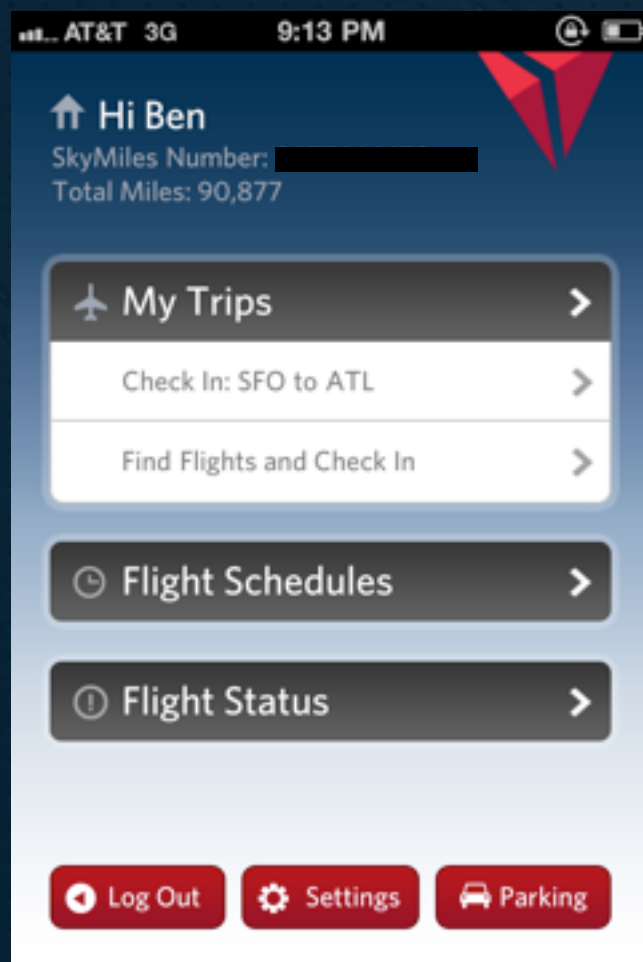 AT&T 3G 9:13 PM
Hi Ben
SkyMiles Number:
Total Miles: 90,877
My Trips
Check In: SFO to ATL
Find Flights and Check In
Flight Schedules
Flight Status
Log Out Settings Parking